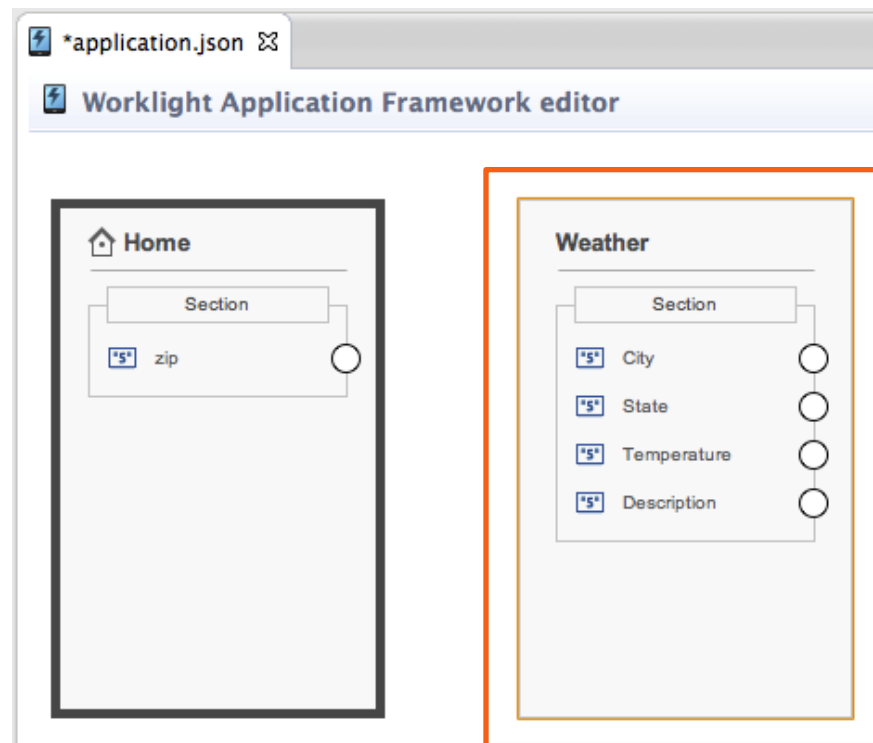 *application.json
Worklight Application Framework editor
Home
Section
"S" zip
Weather
Section
"S" City
"S" State
"S" Temperature
"S" Description